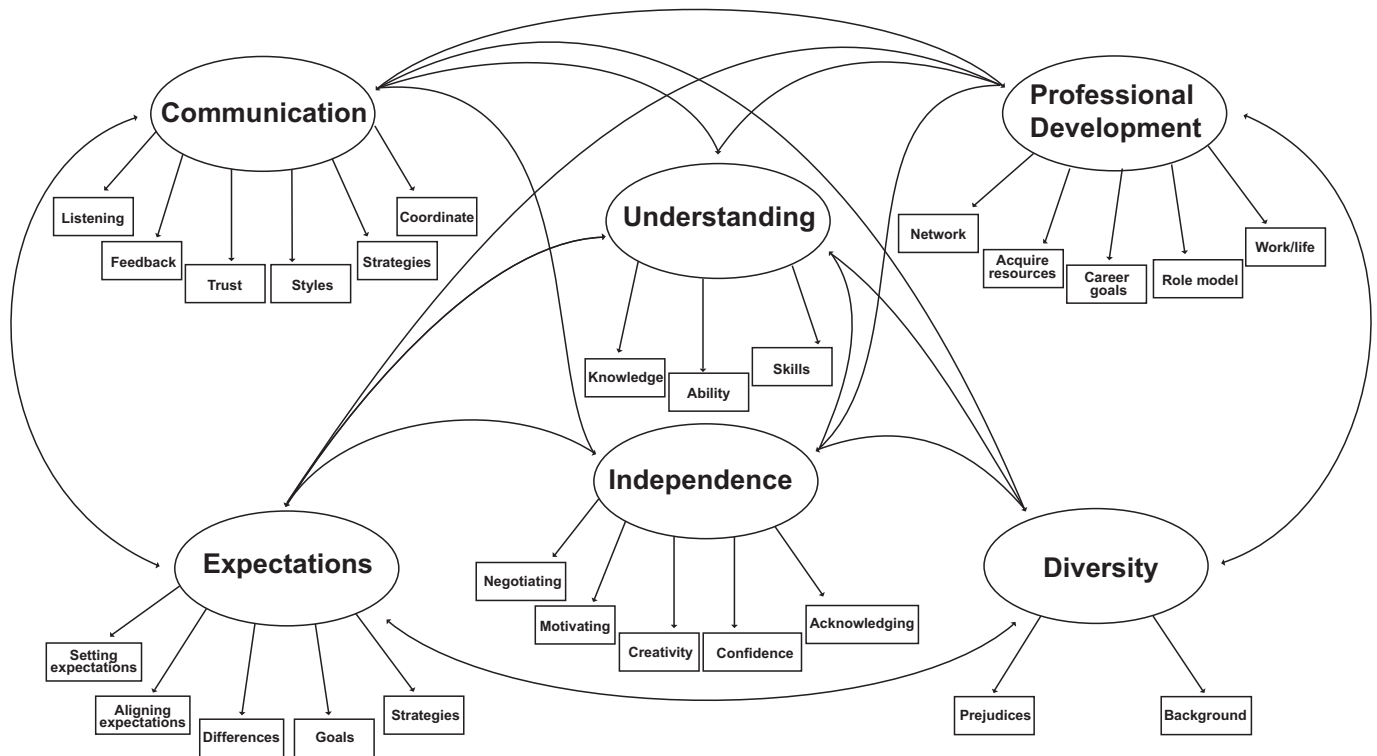 Communication
Professional
Development
Listening
Feedback
Trust
Styles
Strategies
Coordinate
Understanding
Network
Acquire
resources
Career
goals
Role model
Work/life
Knowledge
Ability
Skills
Independence
Expectations
Diversity
Negotiating
Motivating
Creativity
Confidence
Acknowledging
Setting
expectations
Aligning
expectations
Differences
Goals
Strategies
Prejudices
Background